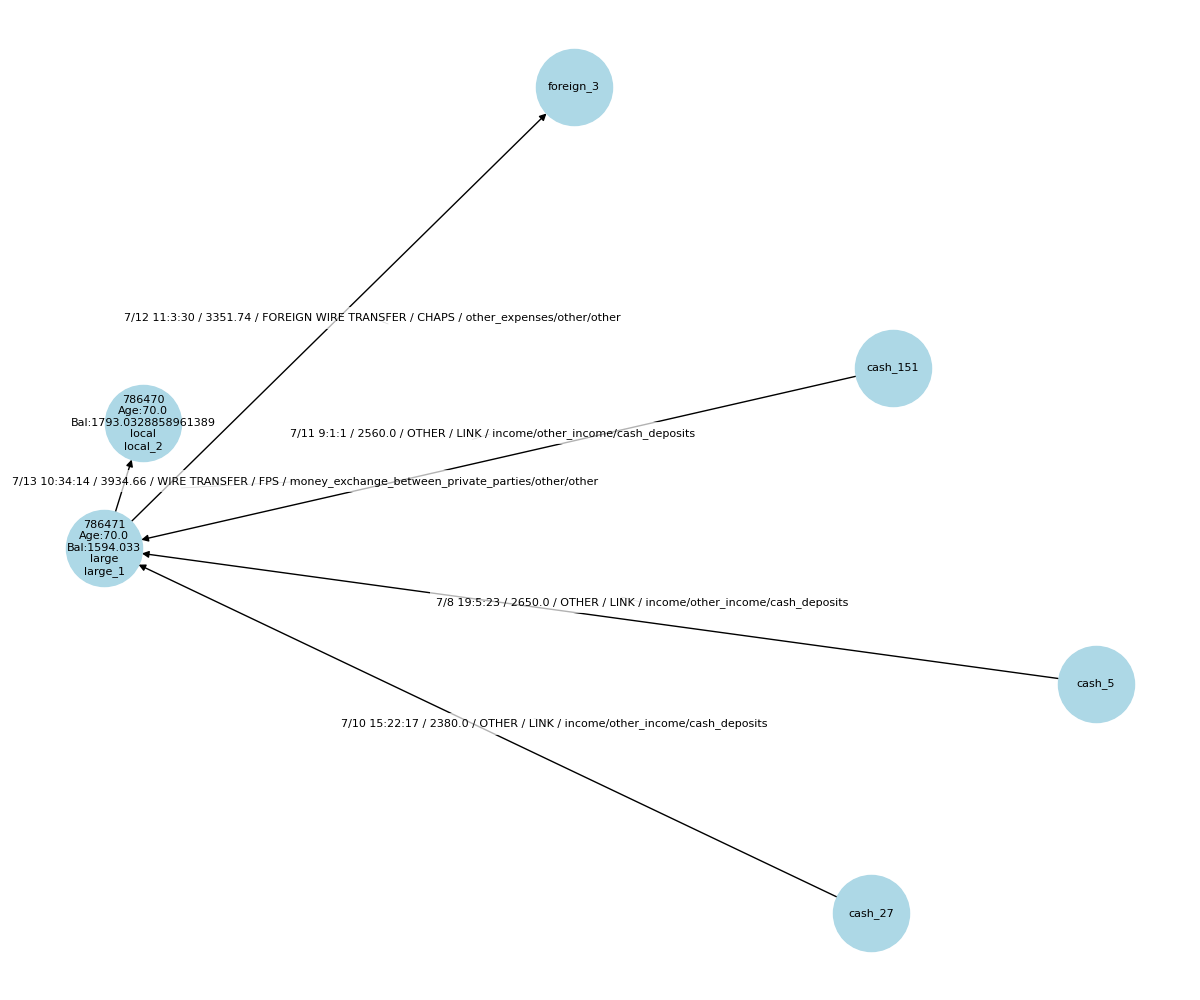 foreign_3
7/12 11:3:30 / 3351.74 / FOREIGN WIRE TRANSFER / CHAPS / other_expenses/other/other
cash_151
786470
Age:70.0
Bal:1793.0328858961389
local
local_2
7/11 9:1:1 / 2560.0 / OTHER / LINK / income/other_income/cash_deposits
7/13 10:34:14 / 3934.66 / WIRE TRANSFER / FPS / money_exchange_between_private_parties/other/other
786471
Age:70.0
Bal:1594.033
large
large_1
7/8 19:5:23 / 2650.0 / OTHER / LINK / income/other_income/cash_deposits
cash_5
7/10 15:22:17 / 2380.0 / OTHER / LINK / income/other_income/cash_deposits
cash_27